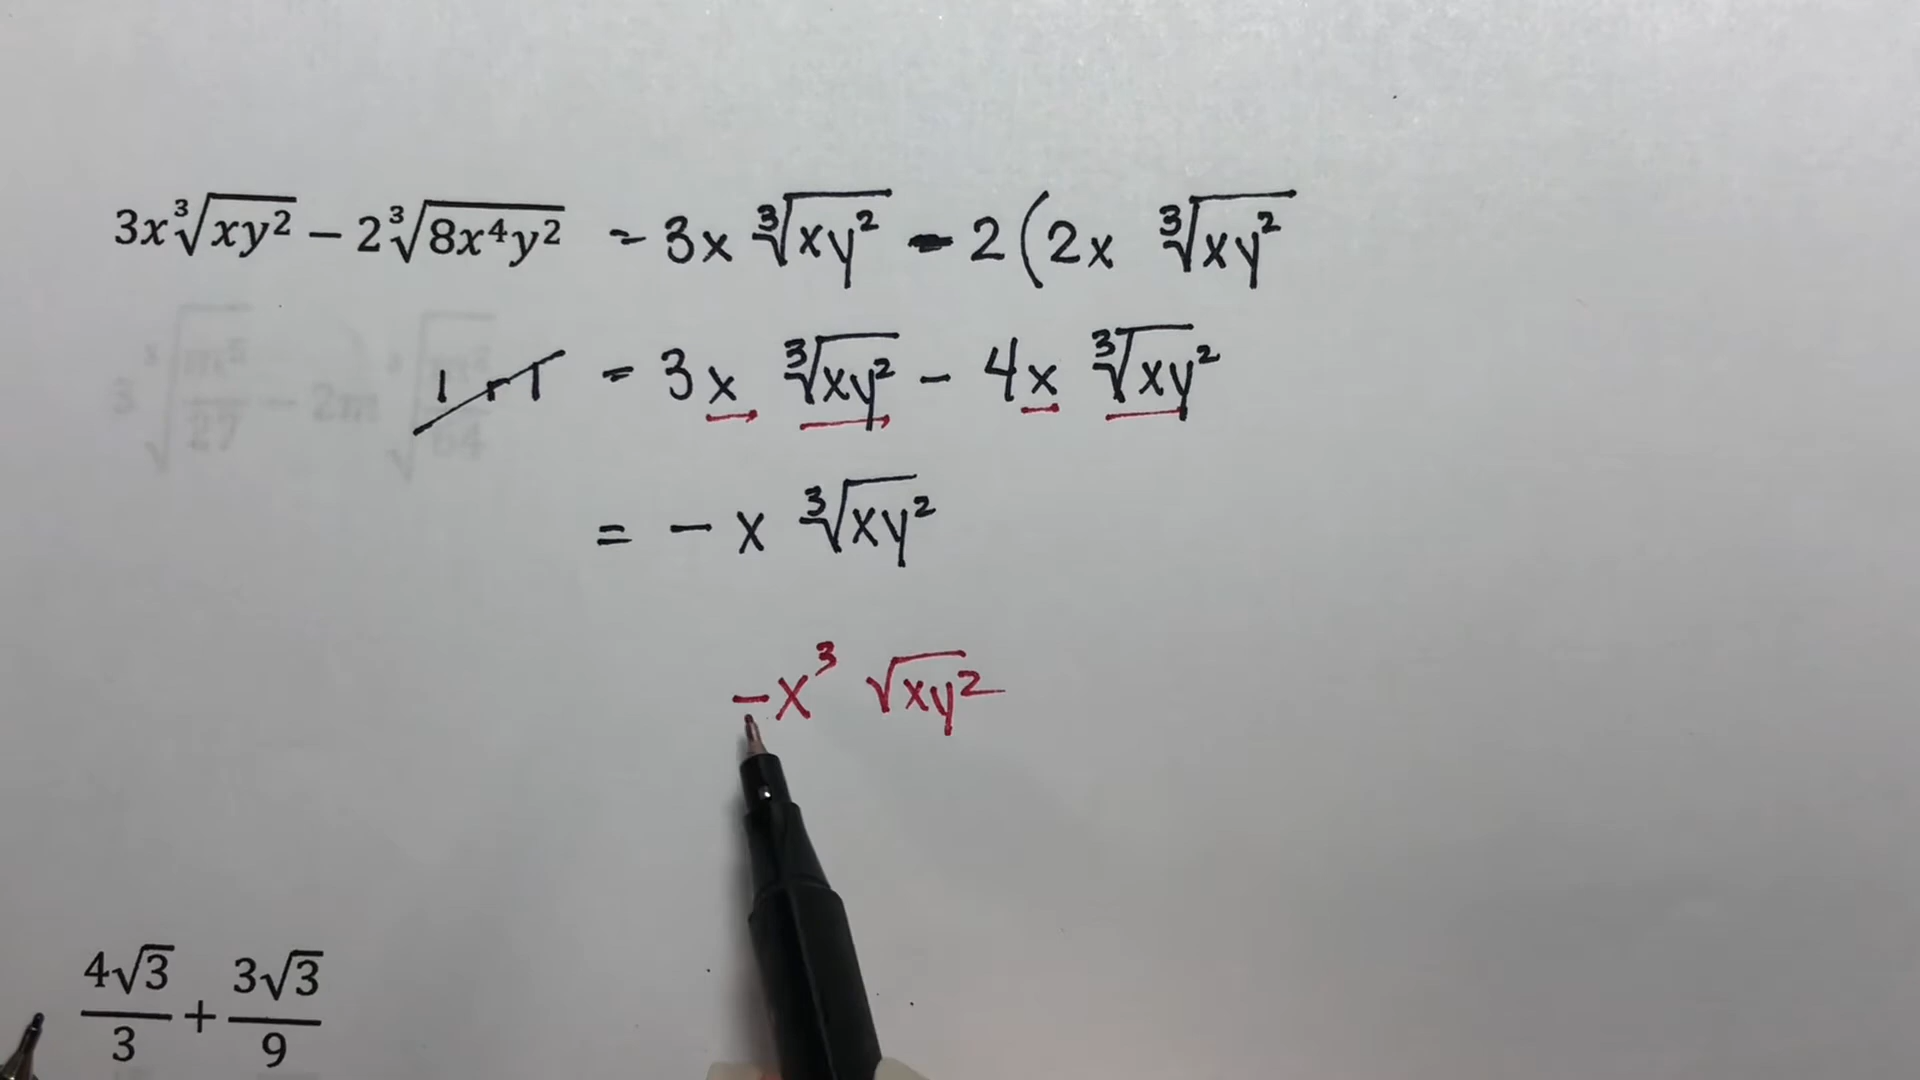 3x∛xy² − 2∛8x⁴y² = 3x ∛xy² - 2(2x ∛xy²
= 3x ∛xy² - 4x ∛xy²
= - x ∛xy²
-x³ √xy²
4√3/3 + 3√3/9